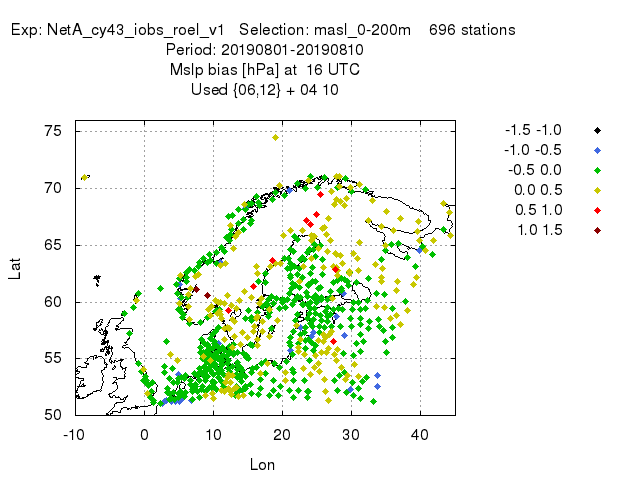 Exp: NetA_cy43_iobs_roel_v1 Selection: masl_0-200m 696 stations
Period: 20190801-20190810
Mslp bias [hPa] at 16 UTC
Used {06,12} + 04 10
75
70
65
60
55
50
Lat
-10 0 10 20 30 40
Lon
-1.5 -1.0
-1.0 -0.5
-0.5 0.0
0.0 0.5
0.5 1.0
1.0 1.5